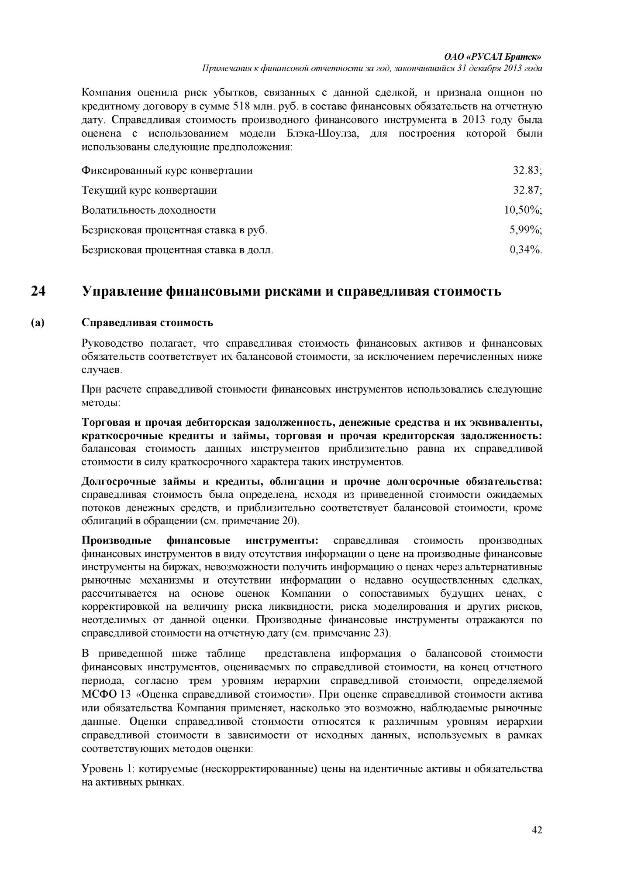 ОАО «РУСАЛ Братск»
Примечания к финансовой отчетности за год, закончившийся 31 декабря 2013 года
Компания оценила риск убытков, связанных с данной сделкой, и признала опцион по
кредитному договору в сумме 518 млн. руб. в составе финансовых обязательств на отчетную
дату. Справедливая стоимость производного финансового инструмента в 2013 году была
оценена с использованием модели Блэка-Шоулза, для построения которой были
использованы следующие предположения:
Фиксированный курс конвертации 32.83;
Текущий курс конвертации 32.87;
Волатильность доходности 10,50%;
Безрисковая процентная ставка в руб. 5,99%;
Безрисковая процентная ставка в долл. 0,34%.
24 Управление финансовыми рисками и справедливая стоимость
(а) Справедливая стоимость
Руководство полагает, что справедливая стоимость финансовых активов и финансовых
обязательств соответствует их балансовой стоимости, за исключением перечисленных ниже
случаев.
При расчете справедливой стоимости финансовых инструментов использовались следующие
методы:
Торговая и прочая дебиторская задолженность, денежные средства и их эквиваленты,
краткосрочные кредиты и займы, торговая и прочая кредиторская задолженность:
балансовая стоимость данных инструментов приблизительно равна их справедливой
стоимости в силу краткосрочного характера таких инструментов.
Долгосрочные займы и кредиты, облигации и прочие долгосрочные обязательства:
справедливая стоимость была определена, исходя из приведенной стоимости ожидаемых
потоков денежных средств, и приблизительно соответствует балансовой стоимости, кроме
облигаций в обращении (см. примечание 20).
Производные финансовые инструменты: справедливая стоимость производных
финансовых инструментов в виду отсутствия информации о цене на производные финансовые
инструменты на биржах, невозможности получить информацию о ценах через альтернативные
рыночные механизмы и отсутствии информации о недавно осуществленных сделках,
рассчитывается на основе оценок Компании о сопоставимых будущих ценах, с
корректировкой на величину риска ликвидности, риска моделирования и других рисков,
неотделимых от данной оценки. Производные финансовые инструменты отражаются по
справедливой стоимости на отчетную дату (см. примечание 23).
В приведенной ниже таблице представлена информация о балансовой стоимости
финансовых инструментов, оцениваемых по справедливой стоимости, на конец отчетного
периода, согласно трем уровням иерархии справедливой стоимости, определяемой
МСФО 13 «Оценка справедливой стоимости». При оценке справедливой стоимости актива
или обязательства Компания применяет, насколько это возможно, наблюдаемые рыночные
данные. Оценки справедливой стоимости относятся к различным уровням иерархии
справедливой стоимости в зависимости от исходных данных, используемых в рамках
соответствующих методов оценки:
Уровень 1: котируемые (нескорректированные) цены на идентичные активы и обязательства
на активных рынках.
42